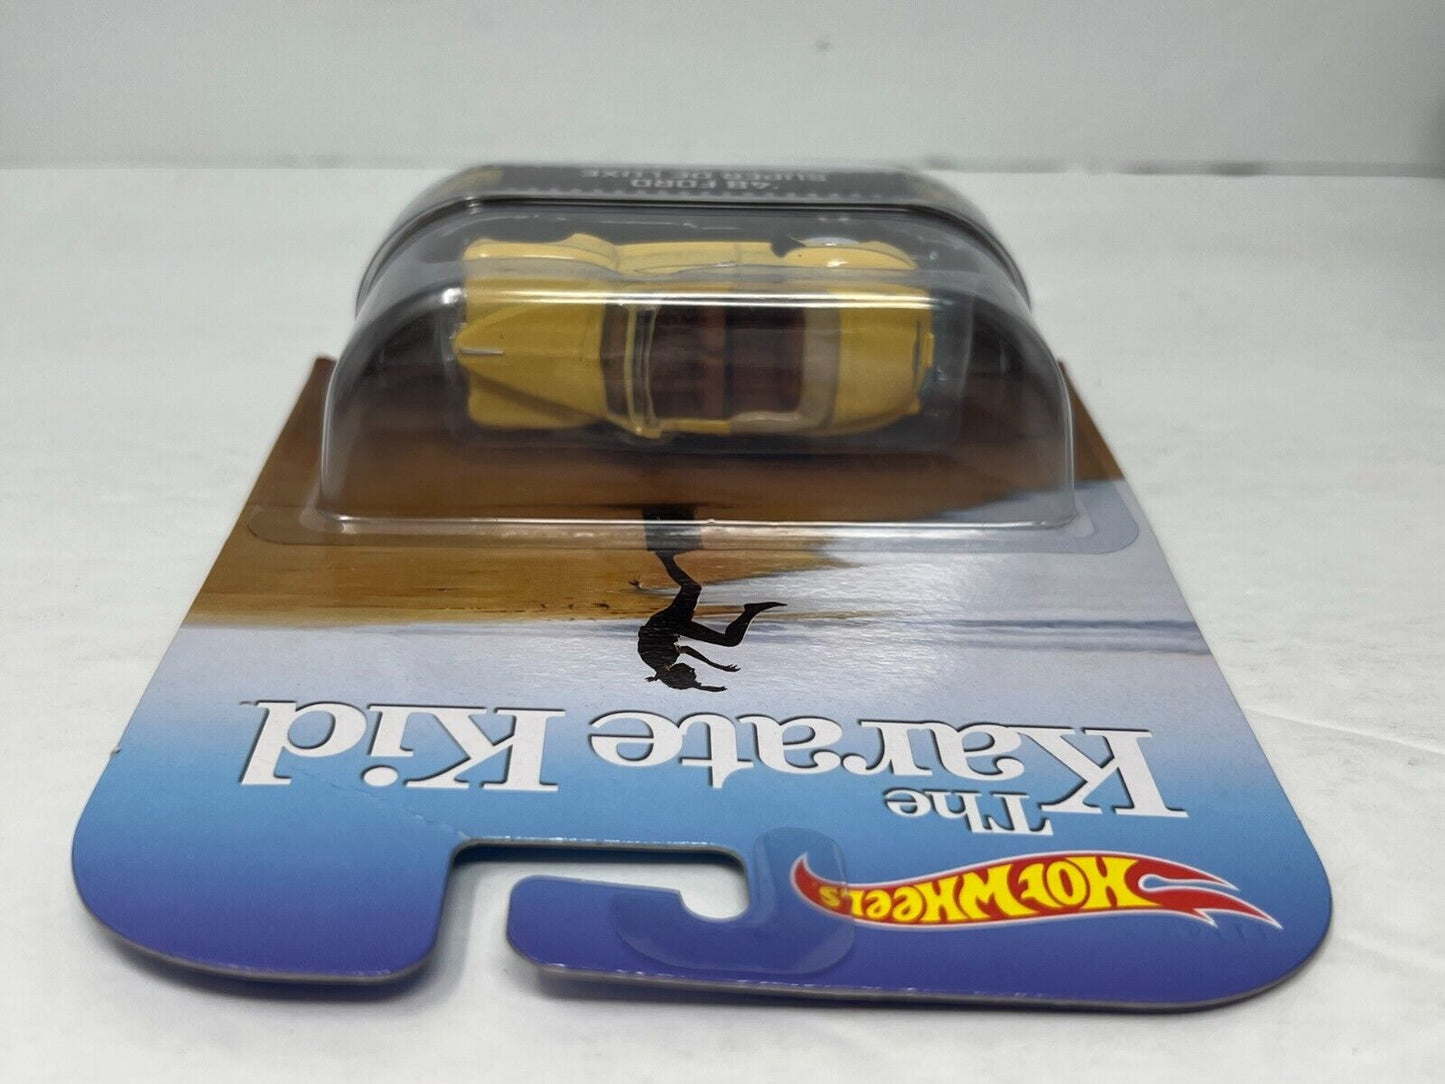 HOT WHEELS
The
Karate Kid
'48 FORD
SUPER DE LUXE